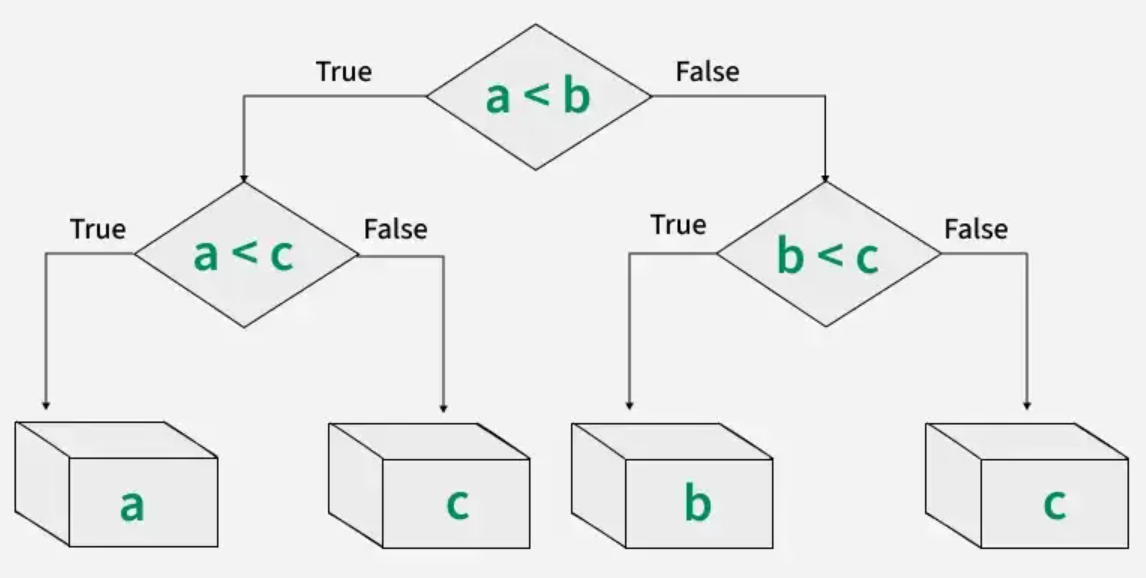 True
False
a < b
True
False
True
False
a < c
b < c
a
c
b
c